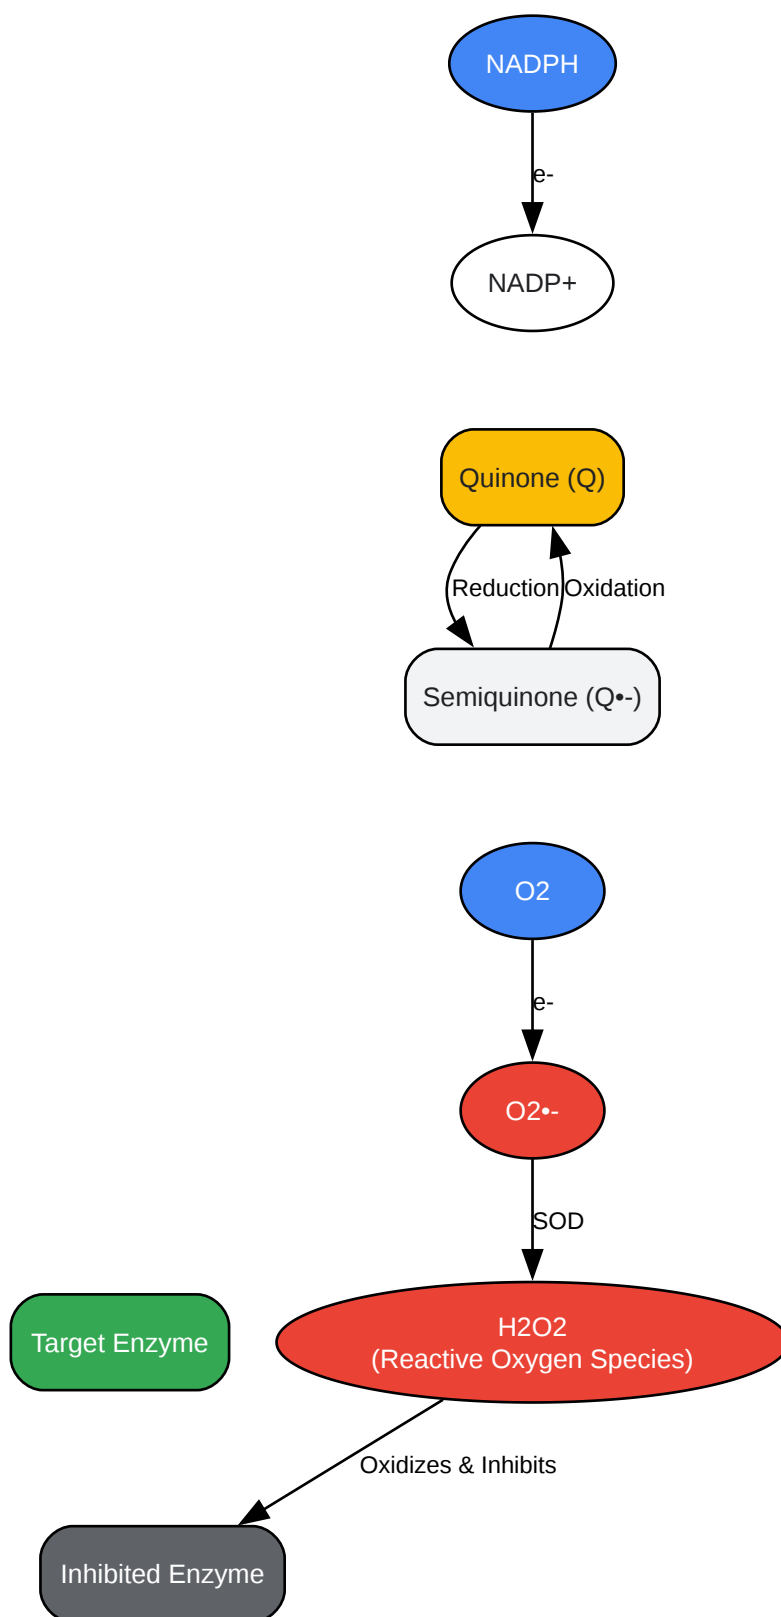 NADPH
e-
NADP+
Quinone (Q)
Reduction
Oxidation
Semiquinone (Q•-)
O2
e-
O2•-
SOD
Target Enzyme
H2O2
(Reactive Oxygen Species)
Oxidizes & Inhibits
Inhibited Enzyme